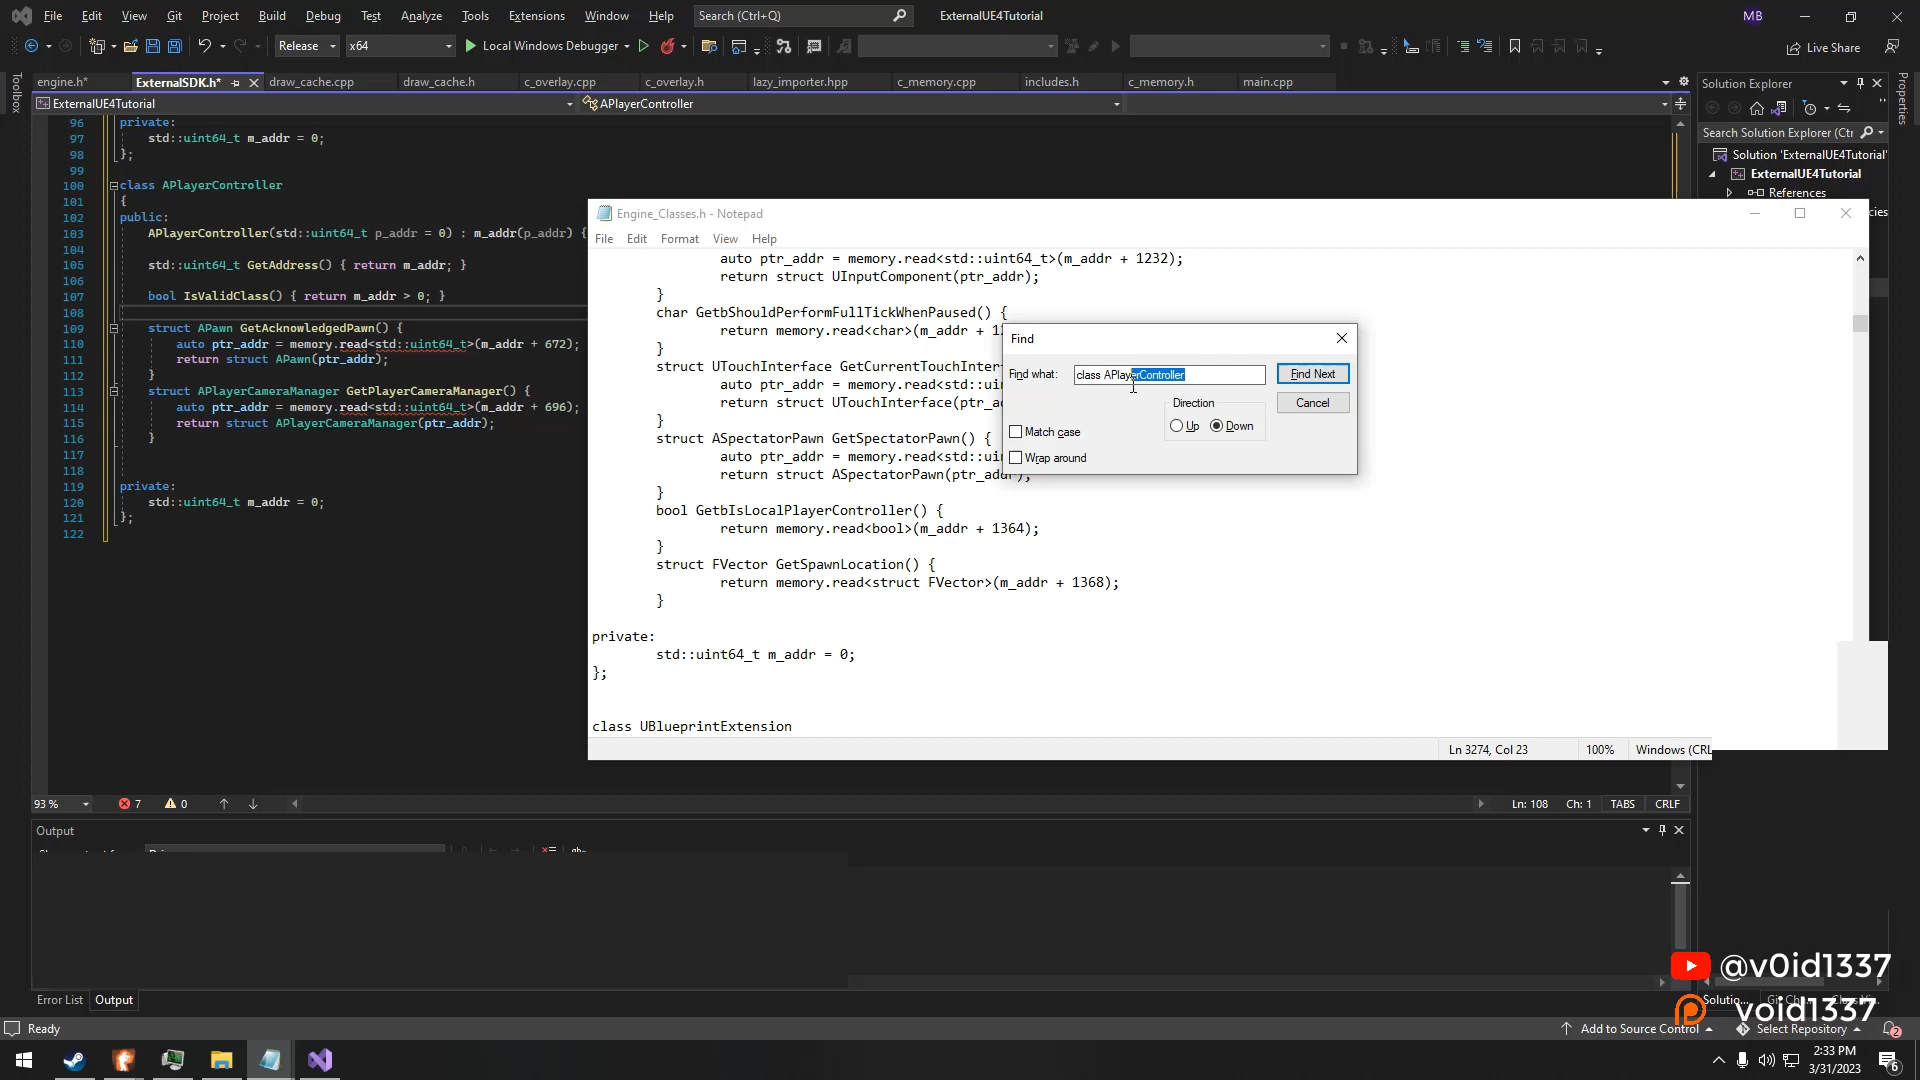 File Edit View Git Project Build Debug Test Analyze Tools Extensions Window Help Search (Ctrl+Q) ExternalUE4Tutorial MB
Release x64 Local Windows Debugger Live Share
Toolbox
engine.h* ExternalSDK.h* draw_cache.cpp draw_cache.h c_overlay.cpp c_overlay.h lazy_importer.hpp c_memory.cpp includes.h c_memory.h main.cpp
ExternalUE4Tutorial APlayerController
96 private:
97 std::uint64_t m_addr = 0;
98 };
99
100 class APlayerController
101 {
102 public:
103 APlayerController(std::uint64_t p_addr = 0) : m_addr(p_addr) {
104
105 std::uint64_t GetAddress() { return m_addr; }
106
107 bool IsValidClass() { return m_addr > 0; }
108
109 struct APawn GetAcknowledgedPawn() {
110 auto ptr_addr = memory.read<std::uint64_t>(m_addr + 672);
111 return struct APawn(ptr_addr);
112 }
113 struct APlayerCameraManager GetPlayerCameraManager() {
114 auto ptr_addr = memory.read<std::uint64_t>(m_addr + 696);
115 return struct APlayerCameraManager(ptr_addr);
116 }
117
118
119 private:
120 std::uint64_t m_addr = 0;
121 };
122
93 % 7 0 Ln: 108 Ch: 1 TABS CRLF
Engine_Classes.h - Notepad
File Edit Format View Help
auto ptr_addr = memory.read<std::uint64_t>(m_addr + 1232);
return struct UInputComponent(ptr_addr);
}
char GetbShouldPerformFullTickWhenPaused() {
return memory.read<char>(m_addr + 12
}
struct UTouchInterface GetCurrentTouchInterf
auto ptr_addr = memory.read<std::uin
return struct UTouchInterface(ptr_ad
}
struct ASpectatorPawn GetSpectatorPawn() {
auto ptr_addr = memory.read<std::uin
return struct ASpectatorPawn(ptr_addr);
}
bool GetbIsLocalPlayerController() {
return memory.read<bool>(m_addr + 1364);
}
struct FVector GetSpawnLocation() {
return memory.read<struct FVector>(m_addr + 1368);
}
private:
std::uint64_t m_addr = 0;
};
class UBlueprintExtension
Ln 3274, Col 23 100% Windows (CRL
Find
Find what: class APlayerController Find Next
Direction Cancel
Up Down
Match case
Wrap around
Solution Explorer
Search Solution Explorer (Ctr
Solution 'ExternalUE4Tutorial'
ExternalUE4Tutorial
References
cies
Properties
Output
Error List Output
Solutio...
@v0id1337
void1337
Ready Add to Source Control Select Repository 2
2:33 PM
3/31/2023
6